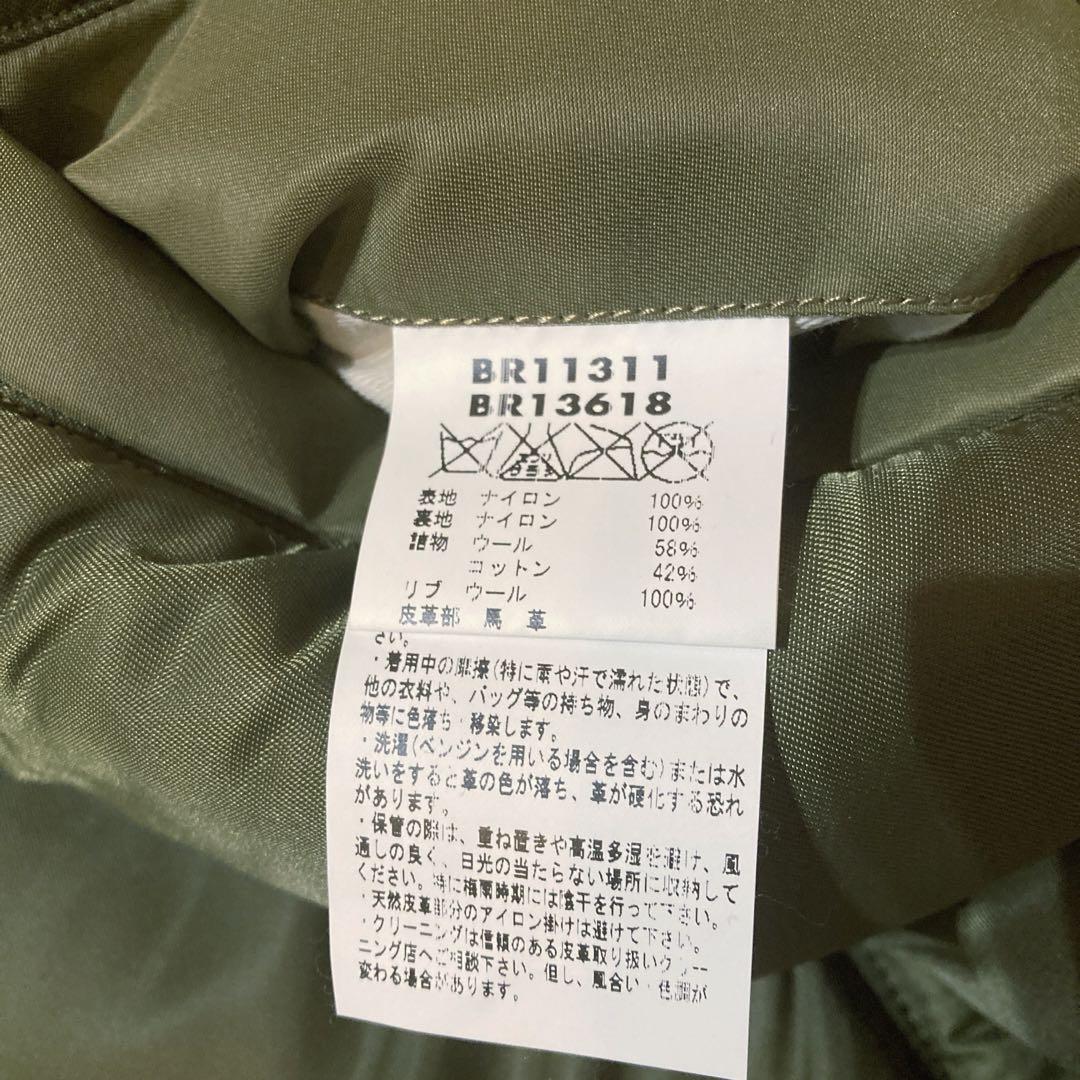 BR11311
BR13618
表地 ナイロン 100%
裏地 ナイロン 100%
詰物 ウール 58%
コットン 42%
リブ ウール 100%
皮革部 馬 革
さい。
・着用中の摩擦(特に雨や汗で濡れた状態)で、
他の衣料や、バッグ等の持ち物、身のまわりの
物等に色落ち・移染します。
・洗濯(ベンジンを用いる場合を含む)または水
洗いをすると革の色が落ち、革が硬化する恐れ
があります。
・保管の際は、重ね置きや高温多湿を避け、風
通しの良く、日光の当たらない場所に収納して
ください。特に梅雨時期には陰干を行って下さい。
・天然皮革部分のアイロン掛けは避けて下さい。
・クリーニングは信頼のある皮革取り扱いクリー
ニング店へご相談下さい。但し、風合い・色調が
変わる場合があります。